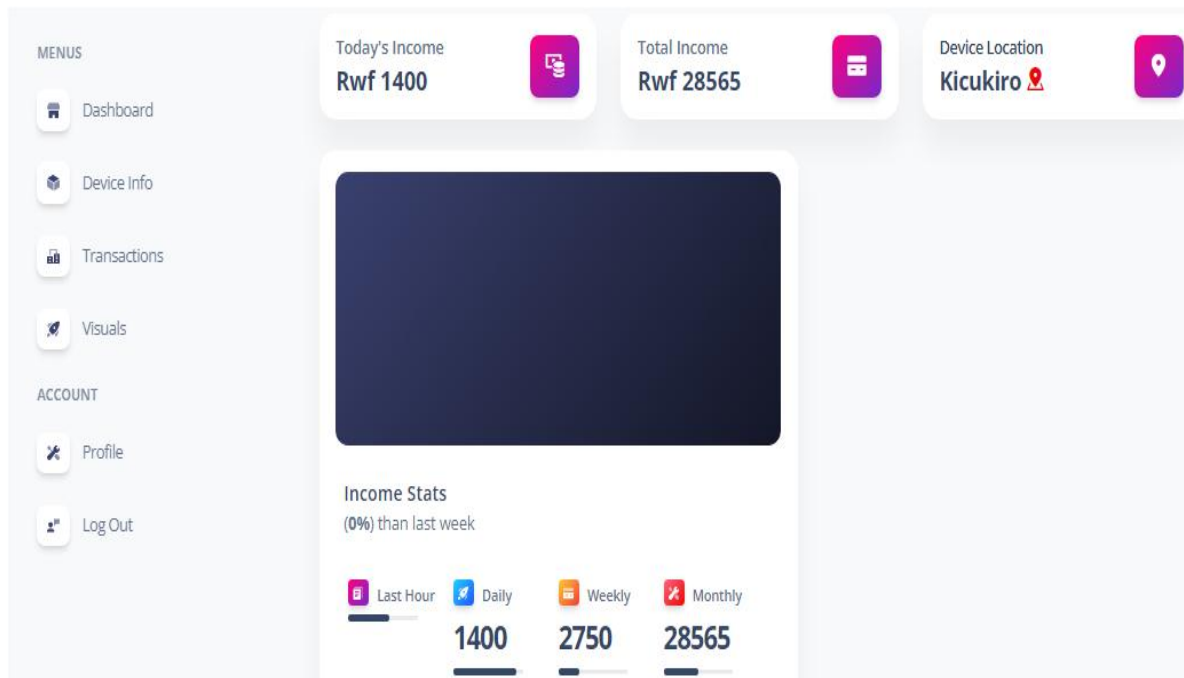 MENUS
Dashboard
Device Info
Transactions
Visuals
ACCOUNT
Profile
Log Out
Today's Income
Rwf 1400
Total Income
Rwf 28565
Device Location
Kicukiro
Income Stats
(0%) than last week
Last Hour
Daily
1400
Weekly
2750
Monthly
28565